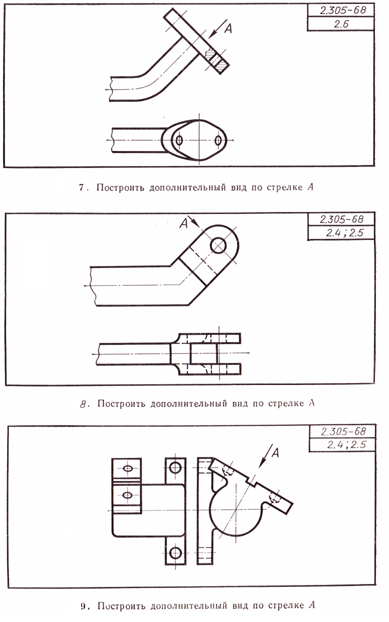 2.305-68
2.6
А
7. Построить дополнительный вид по стрелке А
2.305-68
2.4; 2.5
А
8. Построить дополнительный вид по стрелке А
2.305-68
2.4; 2.5
А
9. Построить дополнительный вид по стрелке А